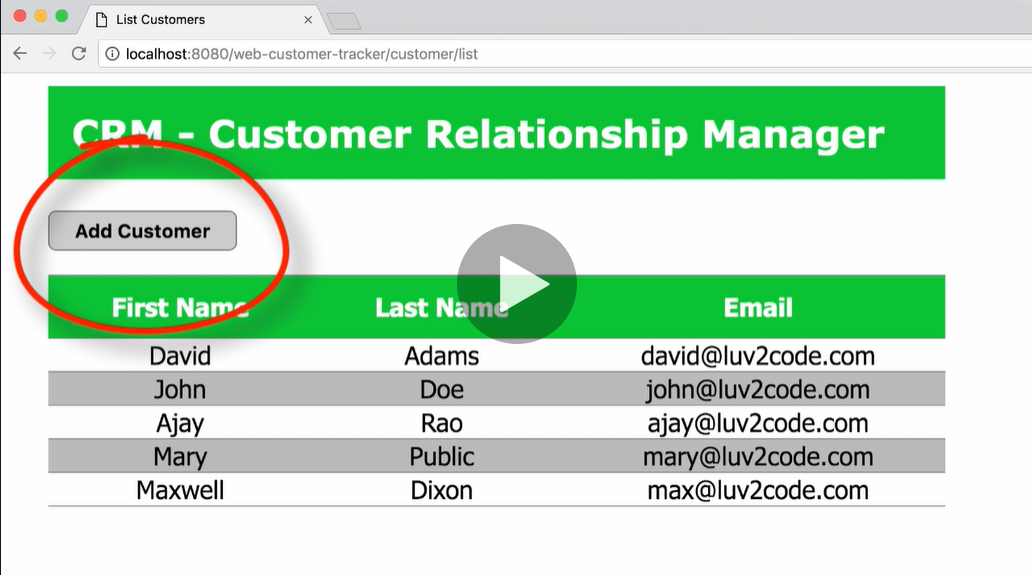 List Customers
localhost:8080/web-customer-tracker/customer/list
CRM - Customer Relationship Manager
Add Customer
First Name Last Name Email
David Adams david@luv2code.com
John Doe john@luv2code.com
Ajay Rao ajay@luv2code.com
Mary Public mary@luv2code.com
Maxwell Dixon max@luv2code.com